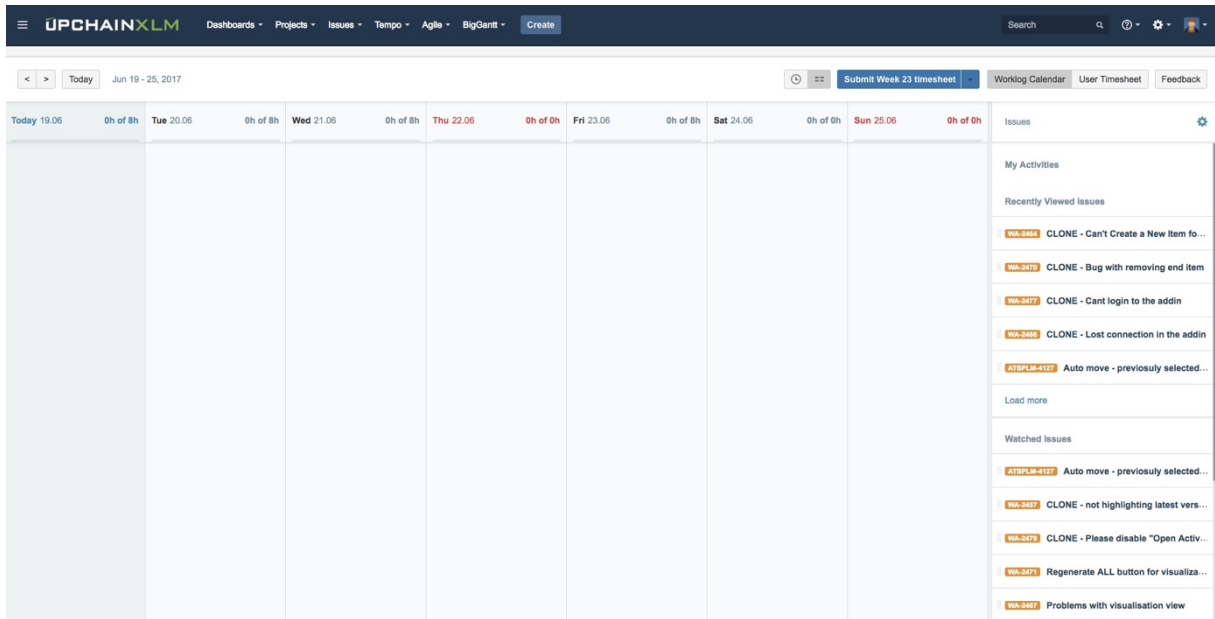 ÜPCHAINXLM Dashboards Projects Issues Tempo Agile BigGantt Create Search
< > Today Jun 19 - 25, 2017 Submit Week 23 timesheet Worklog Calendar User Timesheet Feedback
Today 19.06 0h of 8h Tue 20.06 0h of 8h Wed 21.06 0h of 8h Thu 22.06 0h of 0h Fri 23.06 0h of 8h Sat 24.06 0h of 0h Sun 25.06 0h of 0h Issues
My Activities
Recently Viewed Issues
WA-2464 CLONE - Can't Create a New Item fo...
WA-2470 CLONE - Bug with removing end item
WA-2477 CLONE - Cant login to the addin
CLONE - Lost connection in the addin
ATSPLM-4127 Auto move - previosuly selected...
Load more
Watched Issues
ATSPLM-4127 Auto move - previosuly selected...
WA-2457 CLONE - not highlighting latest vers...
WA-2479 CLONE - Please disable "Open Activ...
WA-2471 Regenerate ALL button for visualiza...
WA-2467 Problems with visualisation view